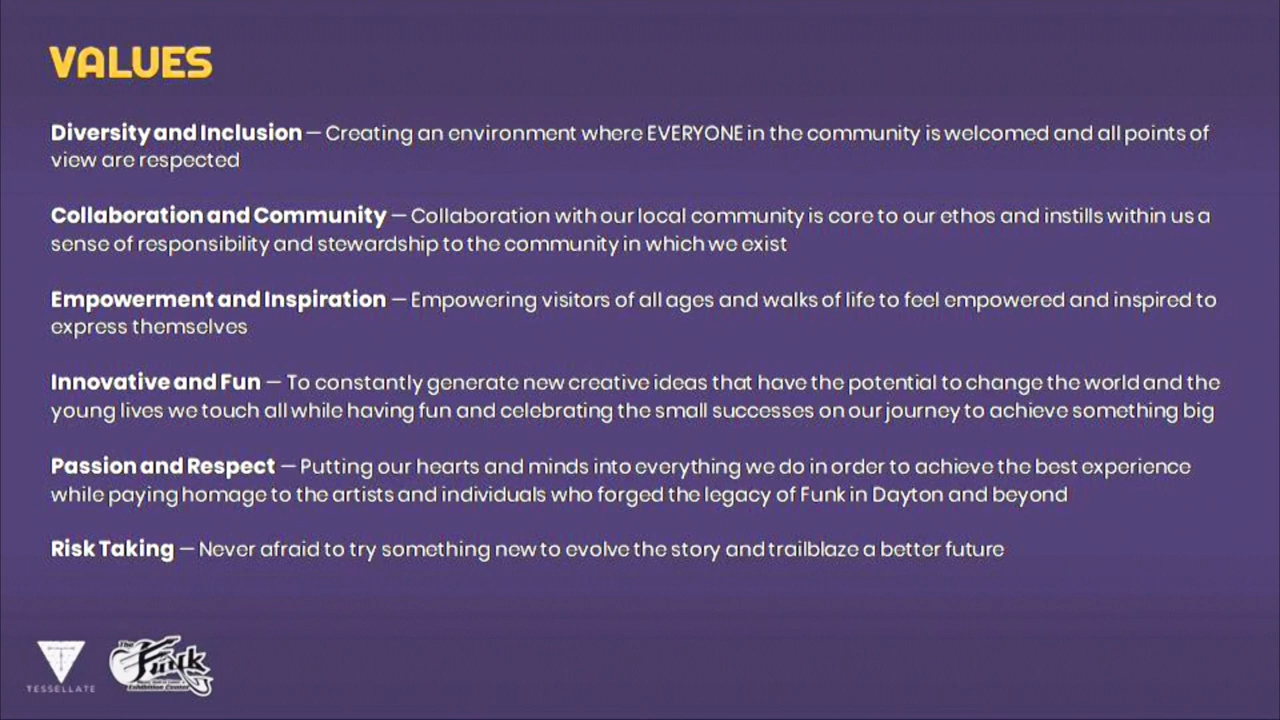 VALUES
Diversity and Inclusion – Creating an environment where EVERYONE in the community is welcomed and all points of
view are respected
Collaboration and Community – Collaboration with our local community is core to our ethos and instills within us a
sense of responsibility and stewardship to the community in which we exist
Empowerment and Inspiration – Empowering visitors of all ages and walks of life to feel empowered and inspired to
express themselves
Innovative and Fun – To constantly generate new creative ideas that have the potential to change the world and the
young lives we touch all while having fun and celebrating the small successes on our journey to achieve something big
Passion and Respect – Putting our hearts and minds into everything we do in order to achieve the best experience
while paying homage to the artists and individuals who forged the legacy of Funk in Dayton and beyond
Risk Taking – Never afraid to try something new to evolve the story and trailblaze a better future
TESSELLATE
The
Funk
Exhibition Center